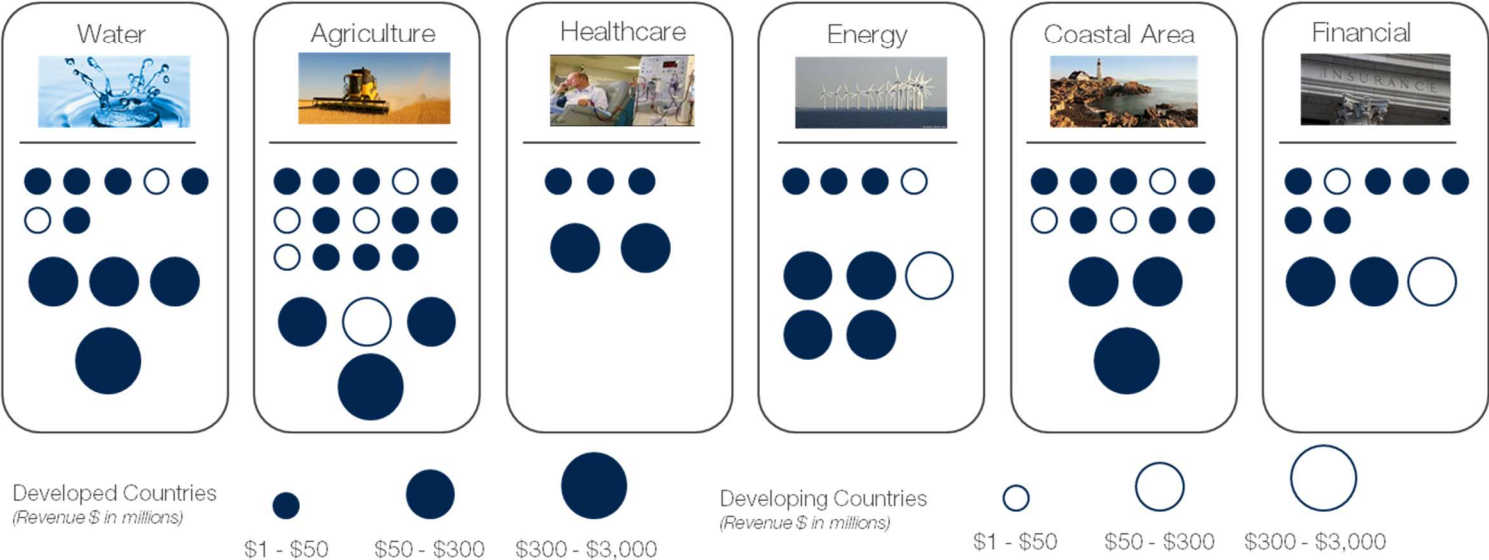 Water
Agriculture
Healthcare
Energy
Coastal Area
Financial
INSURANCE
Developed Countries
(Revenue $ in millions)
$1 - $50
$50 - $300
$300 - $3,000
Developing Countries
(Revenue $ in millions)
$1 - $50
$50 - $300
$300 - $3,000